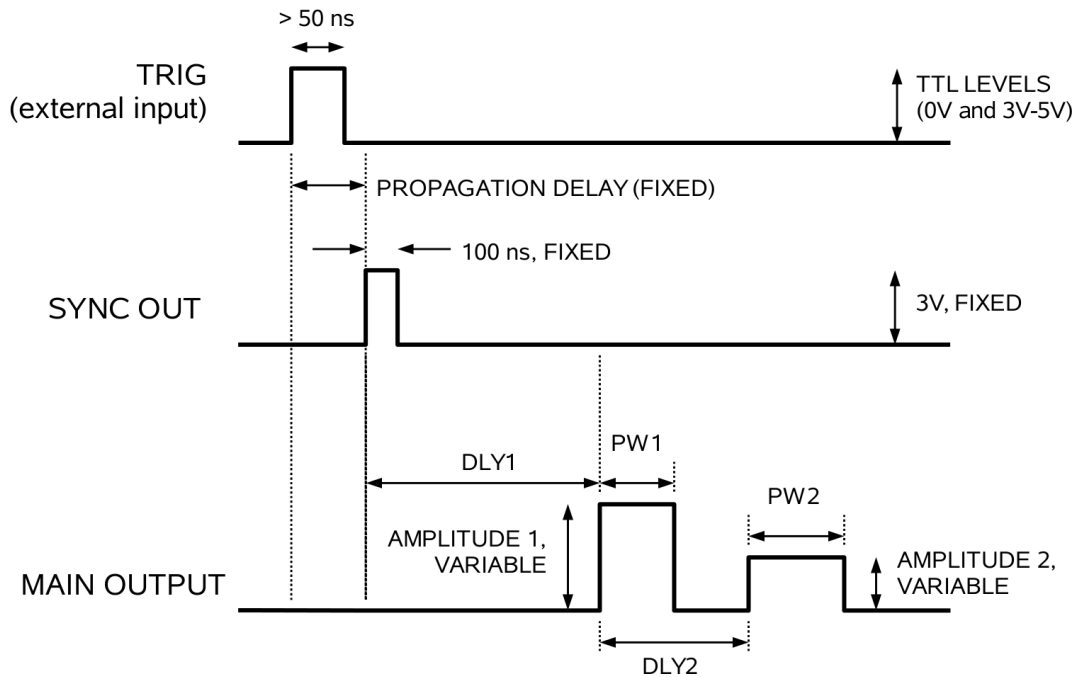 > 50 ns
TRIG
(external input)
TTL LEVELS
(0V and 3V-5V)
PROPAGATION DELAY (FIXED)
100 ns, FIXED
SYNC OUT
3V, FIXED
PW1
DLY1
PW2
AMPLITUDE 1,
VARIABLE
AMPLITUDE 2,
VARIABLE
MAIN OUTPUT
DLY2